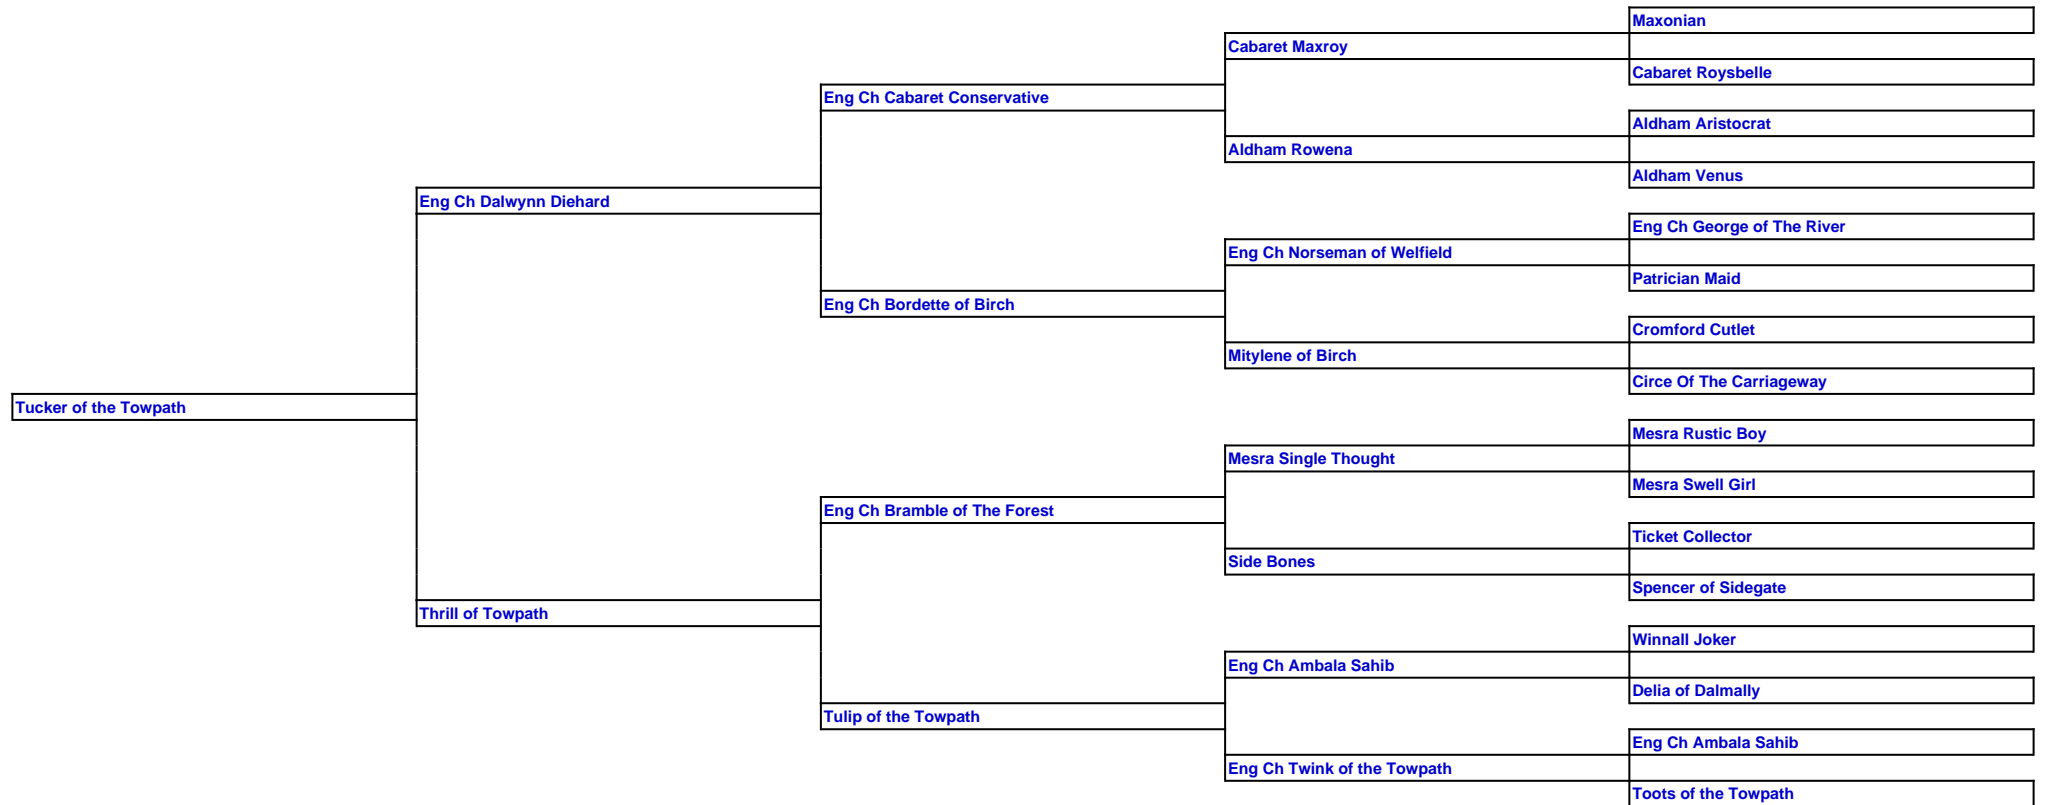 Maxonian
Cabaret Maxroy
Cabaret Roysbelle
Eng Ch Cabaret Conservative
Aldham Aristocrat
Aldham Rowena
Aldham Venus
Eng Ch Dalwynn Diehard
Eng Ch George of The River
Eng Ch Norseman of Welfield
Patrician Maid
Eng Ch Bordette of Birch
Cromford Cutlet
Mitylene of Birch
Circe Of The Carriageway
Tucker of the Towpath
Mesra Rustic Boy
Mesra Single Thought
Mesra Swell Girl
Eng Ch Bramble of The Forest
Ticket Collector
Side Bones
Spencer of Sidegate
Thrill of Towpath
Winnall Joker
Eng Ch Ambala Sahib
Delia of Dalmally
Tulip of the Towpath
Eng Ch Ambala Sahib
Eng Ch Twink of the Towpath
Toots of the Towpath